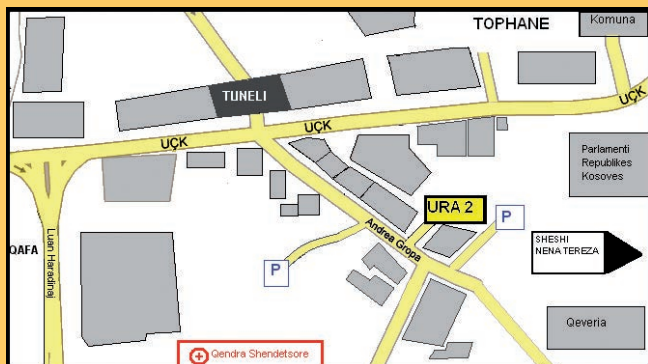 TOPHANE
Komuna
TUNELI
UÇK
UÇK
UÇK
Parlamenti
Republikes
Kosoves
URA 2
P
Andrea Gropa
QAFA
Luan Haradinaj
P
SHESHI
NENA TEREZA
Qeveria
Qendra Shendetsore